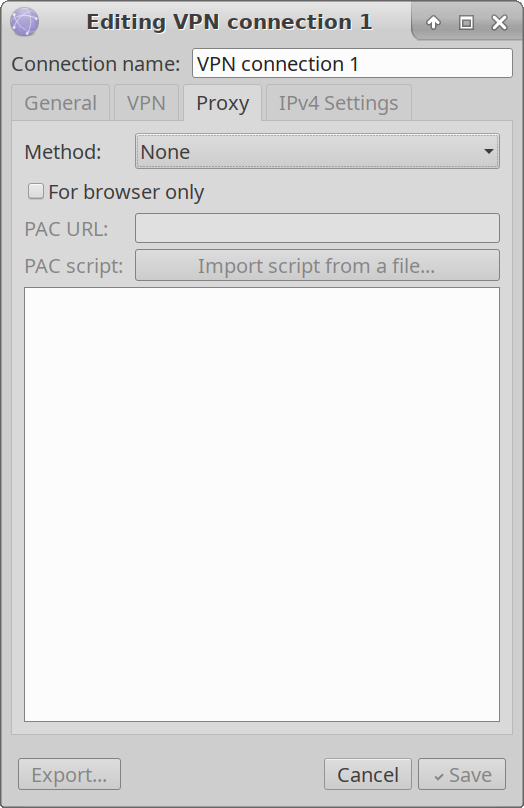 Editing VPN connection 1
Connection name: VPN connection 1
General VPN Proxy IPv4 Settings
Method: None
For browser only
PAC URL:
PAC script: Import script from a file...
Export... Cancel Save